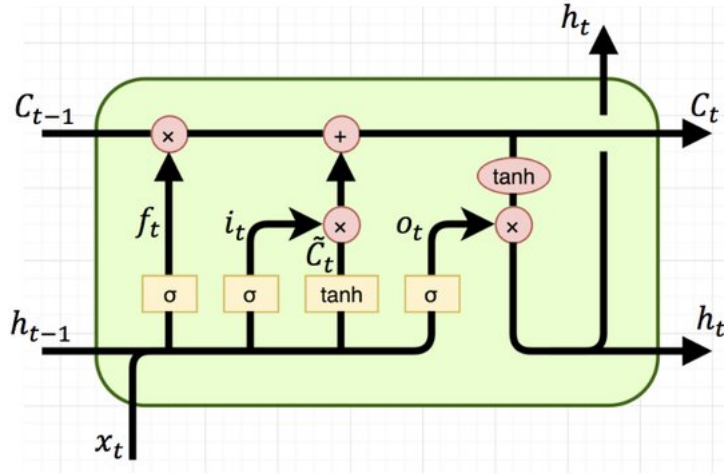 h_t
C_{t-1}
×
+
C_t
tanh
f_t
i_t
×
o_t
×
C̃_t
σ
σ
tanh
σ
h_{t-1}
h_t
x_t